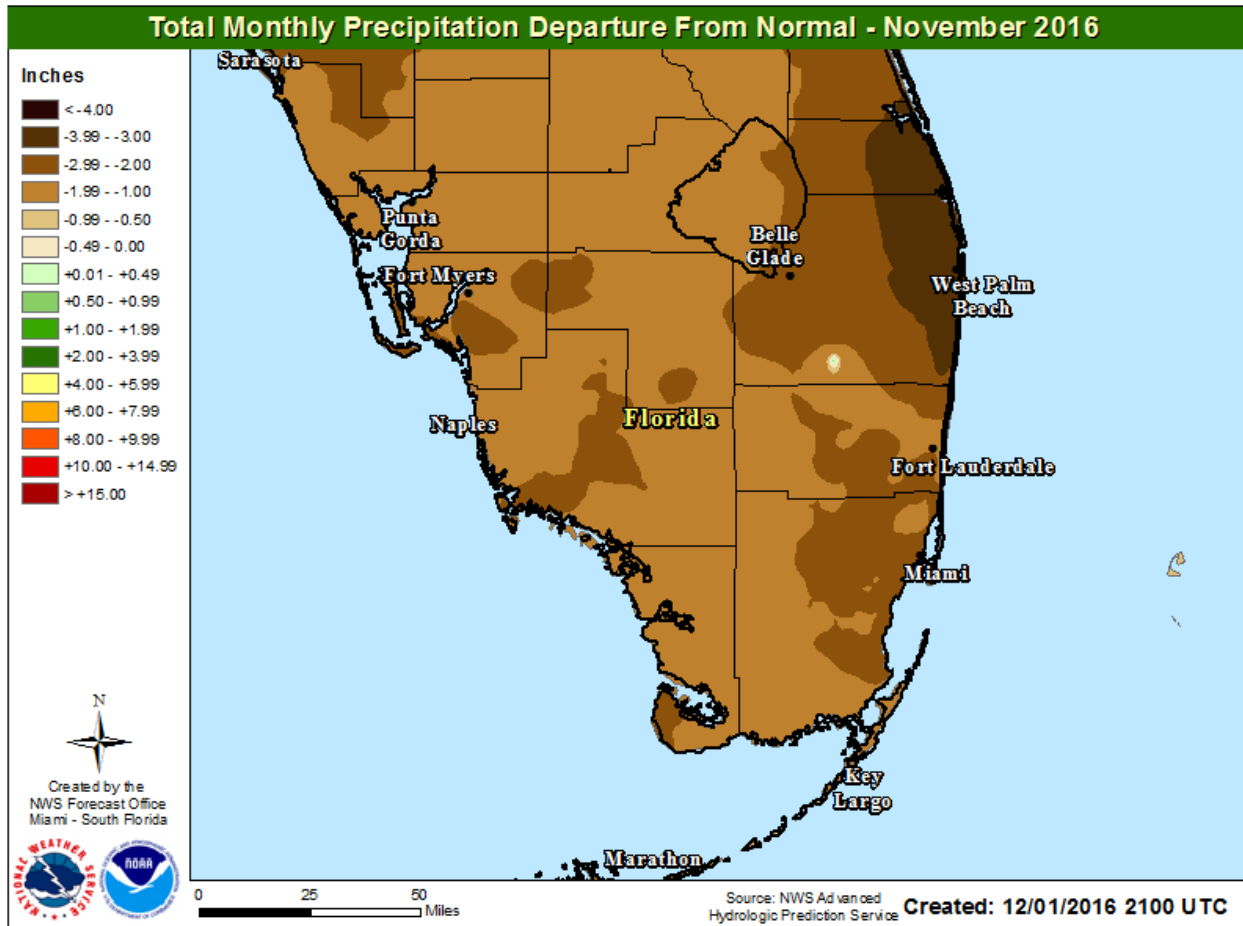 Total Monthly Precipitation Departure From Normal - November 2016
Inches
< -4.00
-3.99 - -3.00
-2.99 - -2.00
-1.99 - -1.00
-0.99 - -0.50
-0.49 - 0.00
+0.01 - +0.49
+0.50 - +0.99
+1.00 - +1.99
+2.00 - +3.99
+4.00 - +5.99
+6.00 - +7.99
+8.00 - +9.99
+10.00 - +14.99
> +15.00
Sarasota
Punta
Gorda
Fort Myers
Belle
Glade
West Palm
Beach
Naples
Florida
Fort Lauderdale
Miami
Key
Largo
Marathon
N
Created by the
NWS Forecast Office
Miami - South Florida
NATIONAL WEATHER SERVICE
NOAA
0 25 50
Miles
Source: NWS Advanced
Hydrologic Prediction Service
Created: 12/01/2016 2100 UTC